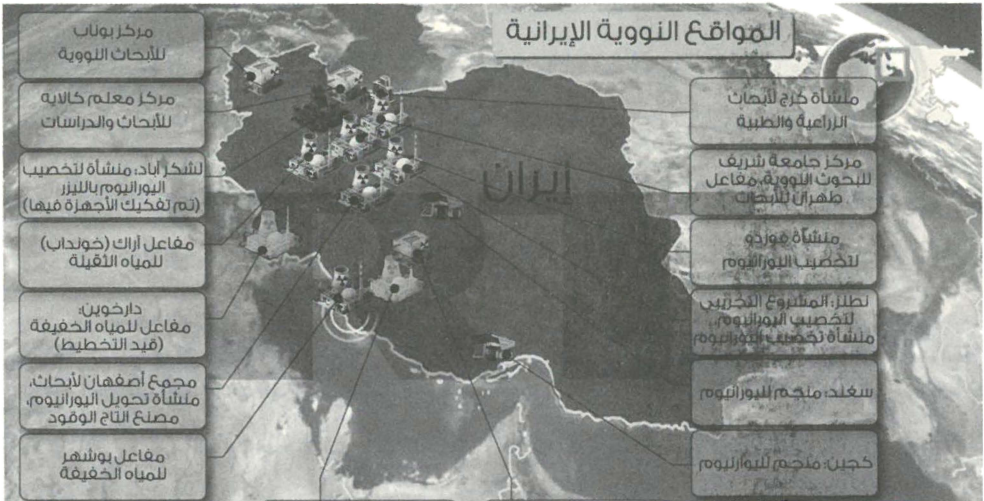 المواقع النووية الإيرانية
منشأة كرج لأبحاث
الزراعية والطبية
مركز جامعة شريف
للبحوث النووية، مفاعل
طهران للأبحاث
منشأة فوردو
لتخصيب اليورانيوم
نطنز: المشروع التجريبي
لتخصيب اليورانيوم،
منشأة تخصيب اليورانيوم
سغند: منجم لليورانيوم
كجين: منجم لليوارنيوم
إيران
مركز بوناب
للأبحاث النووية
مركز معلم كالايه
للأبحاث والدراسات
لشكر آباد: منشأة لتخصيب
اليورانيوم بالليزر
(تم تفكيك الأجهزة فيها)
مفاعل آراك (خونداب)
للمياه الثقيلة
دارخوين:
مفاعل للمياه الخفيفة
(قيد التخطيط)
مجمع أصفهان لأبحاث،
منشأة تحويل اليورانيوم،
مصنع انتاج الوقود
مفاعل بوشهر
للمياه الخفيفة